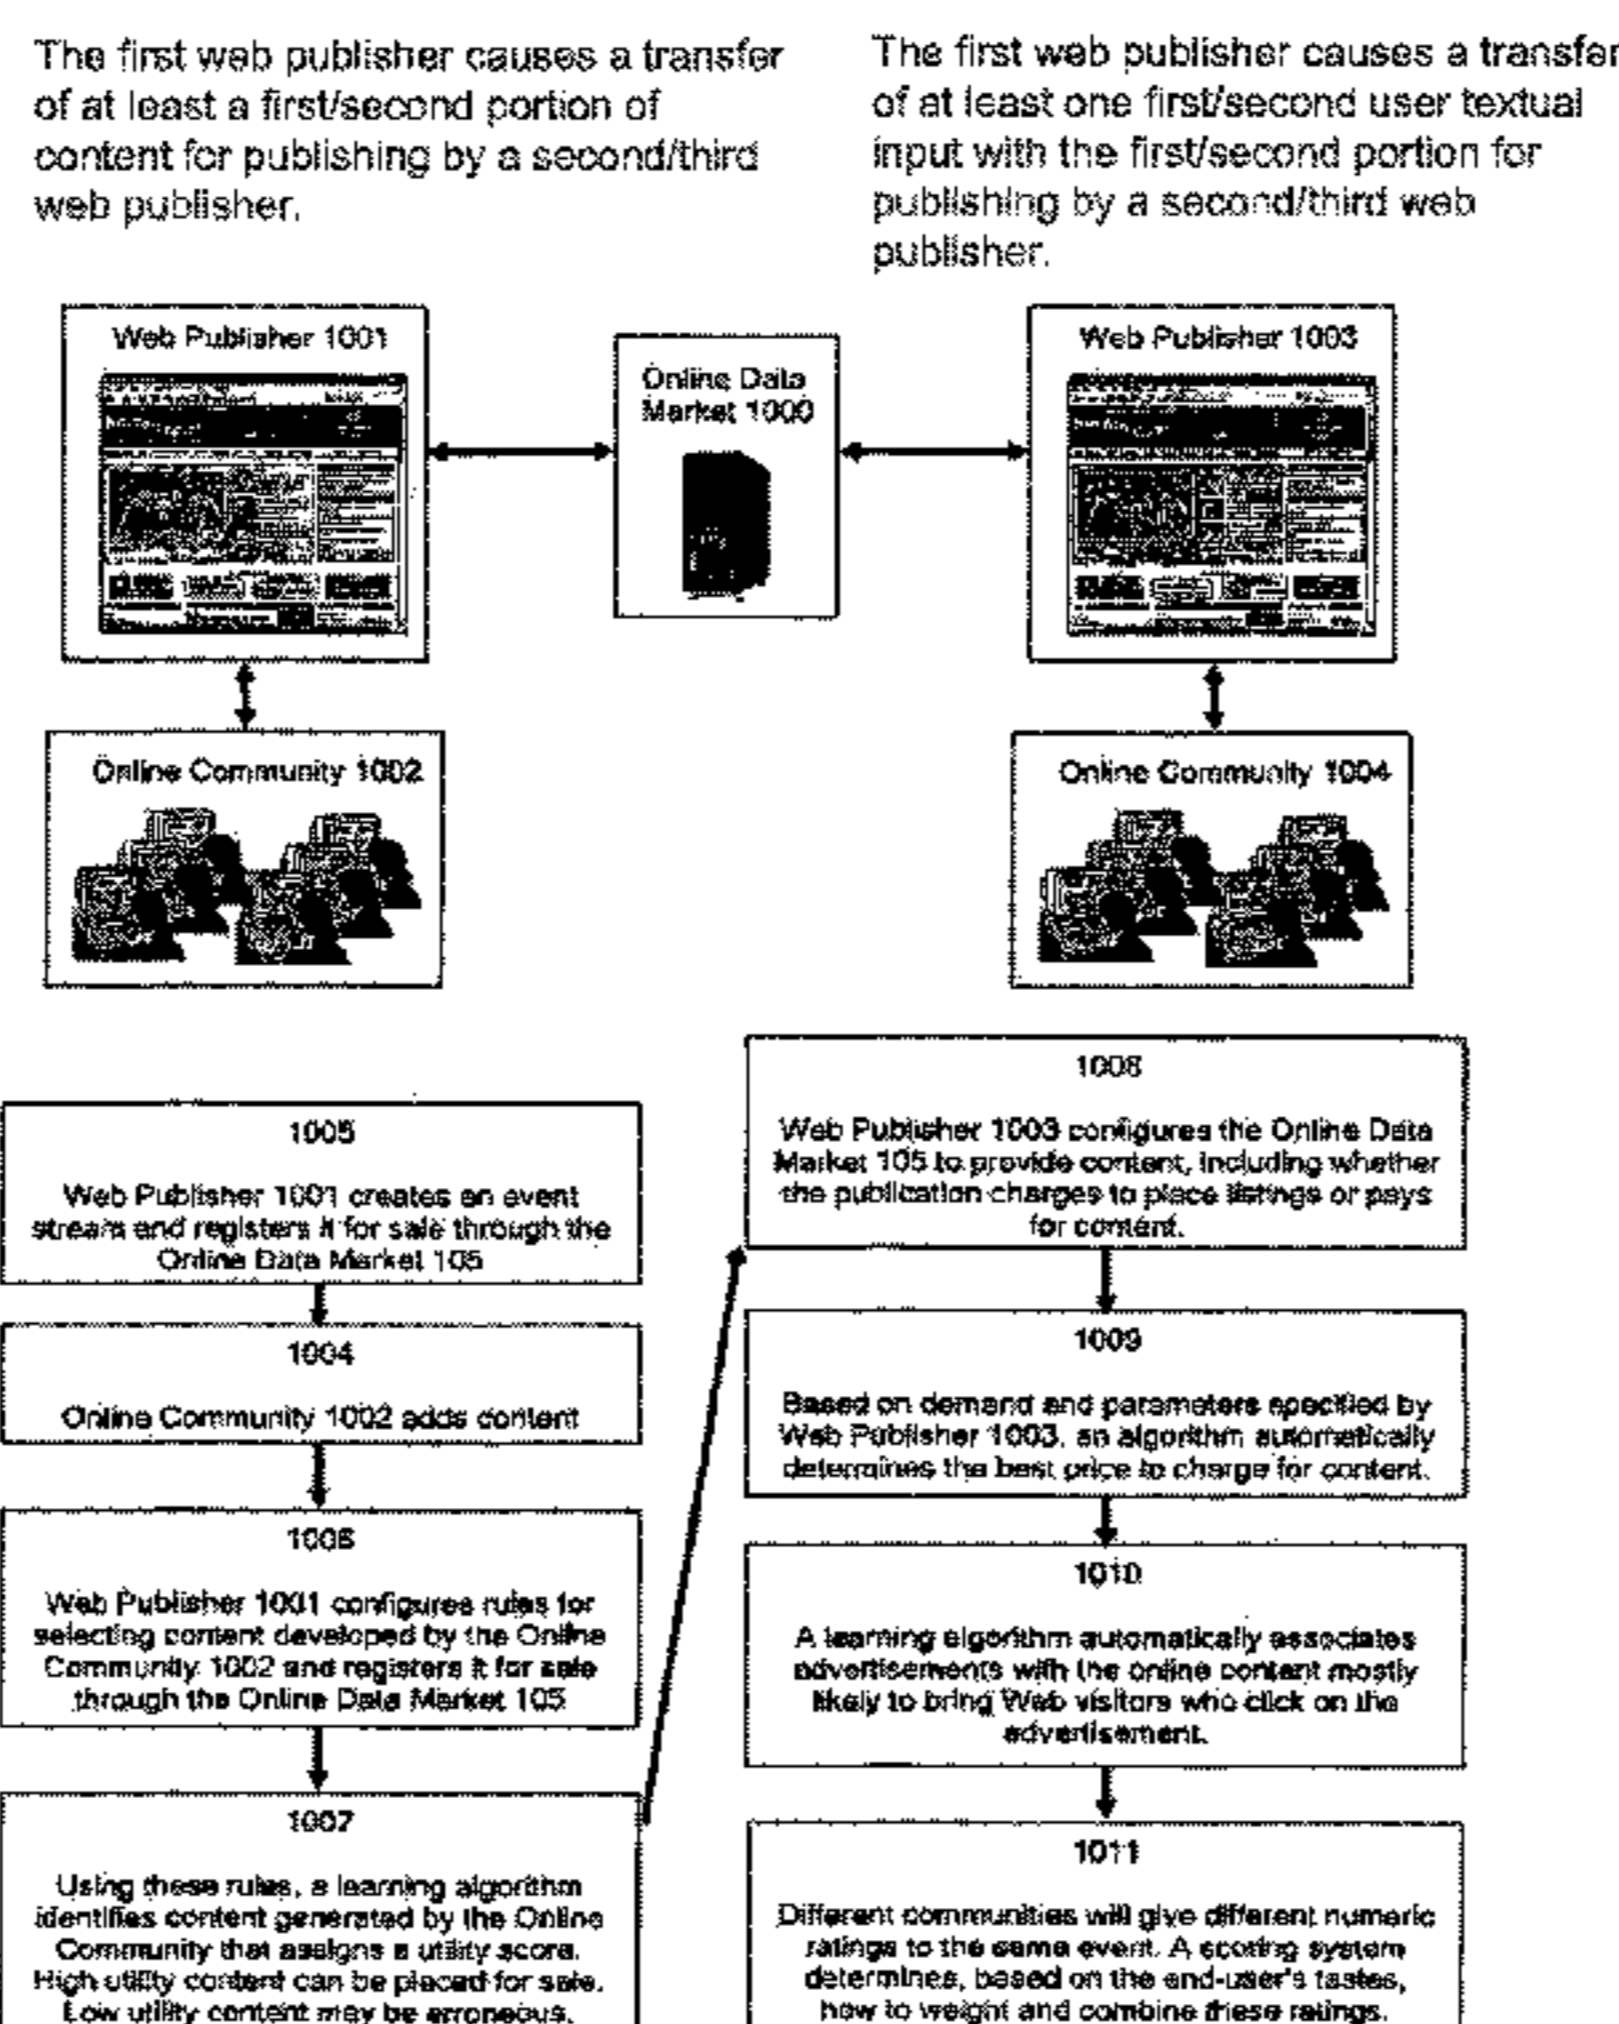 The first web publisher causes a transfer
of at least a first/second portion of
content for publishing by a second/third
web publisher.
The first web publisher causes a transfer
of at least one first/second user textual
input with the first/second portion for
publishing by a second/third web
publisher.
Web Publisher 1001
Online Data
Market 1000
Web Publisher 1003
Online Community 1002
Online Community 1004
1005
Web Publisher 1001 creates an event
stream and registers it for sale through the
Online Data Market 105
1004
Online Community 1002 adds content
1006
Web Publisher 1001 configures rules for
selecting content developed by the Online
Community 1002 and registers it for sale
through the Online Data Market 105
1007
Using these rules, a learning algorithm
identifies content generated by the Online
Community that assigns a utility score.
High utility content can be placed for sale.
Low utility content may be erroneous,
1008
Web Publisher 1003 configures the Online Data
Market 105 to provide content, including whether
the publication charges to place listings or pays
for content.
1009
Based on demand and parameters specified by
Web Publisher 1003, an algorithm automatically
determines the best price to charge for content.
1010
A learning algorithm automatically associates
advertisements with the online content mostly
likely to bring Web visitors who click on the
advertisement.
1011
Different communities will give different numeric
ratings to the same event. A scoring system
determines, based on the end-user's tastes,
how to weight and combine these ratings.